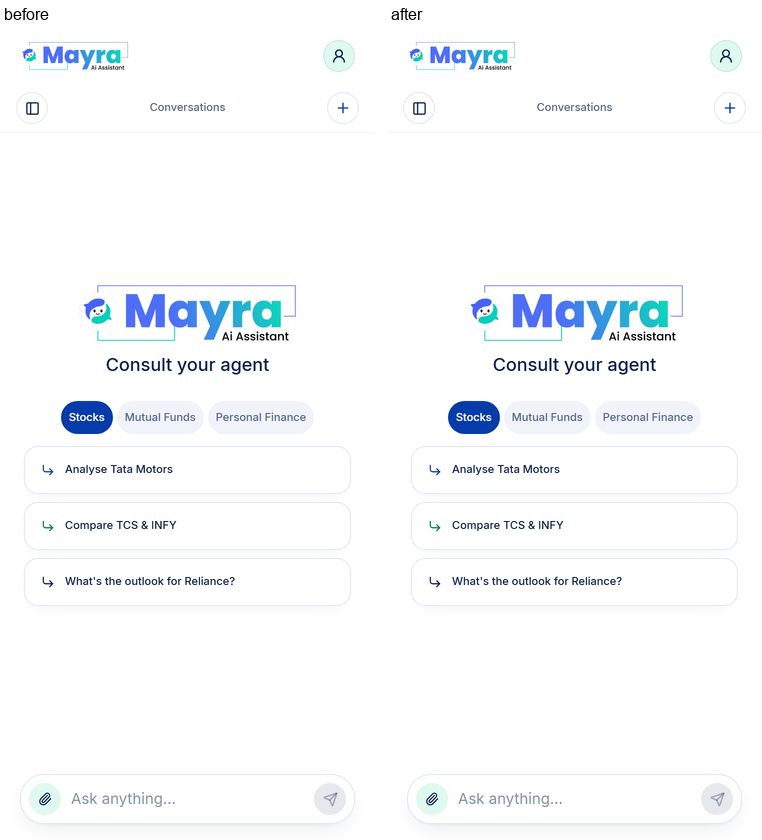 before
Mayra
Ai Assistant
Conversations
Mayra
Ai Assistant
Consult your agent
Stocks Mutual Funds Personal Finance
Analyse Tata Motors
Compare TCS & INFY
What's the outlook for Reliance?
Ask anything...
after
Mayra
Ai Assistant
Conversations
Mayra
Ai Assistant
Consult your agent
Stocks Mutual Funds Personal Finance
Analyse Tata Motors
Compare TCS & INFY
What's the outlook for Reliance?
Ask anything...